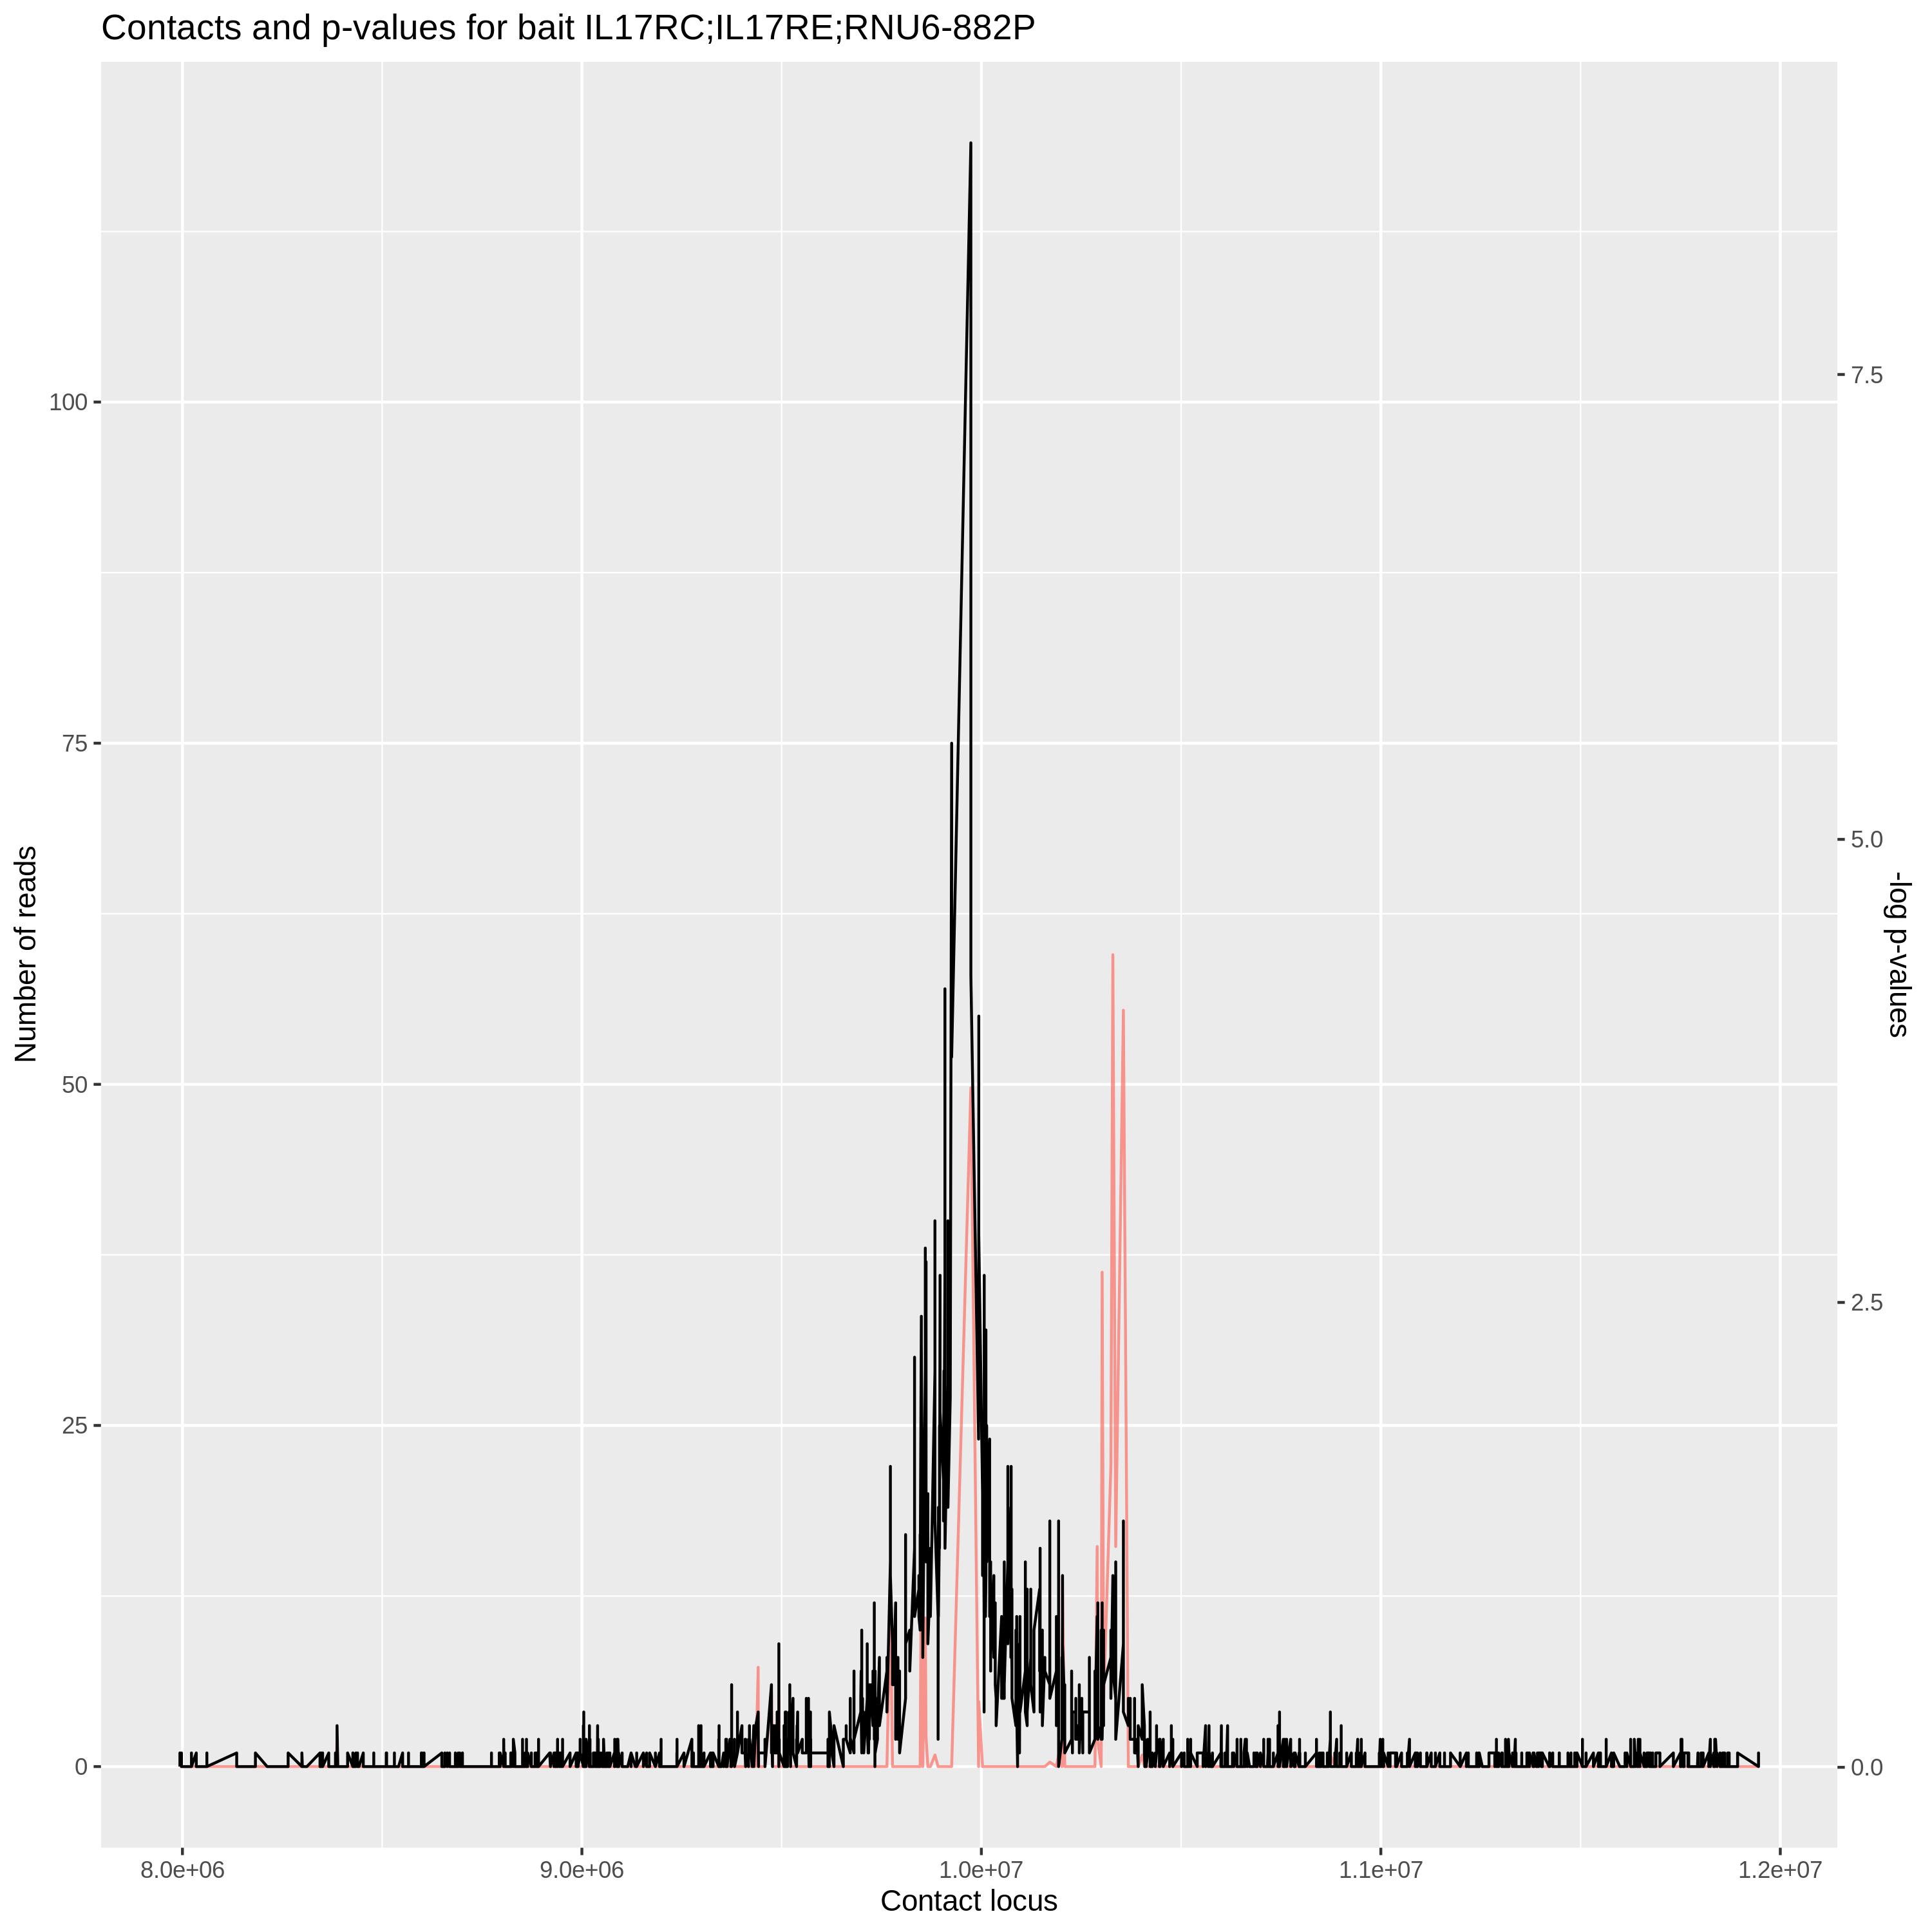 Contacts and p-values for bait IL17RC;IL17RE;RNU6-882P
Number of reads
100
75
50
25
0
7.5
5.0
2.5
0.0
-log p-values
8.0e+06
9.0e+06
1.0e+07
1.1e+07
1.2e+07
Contact locus